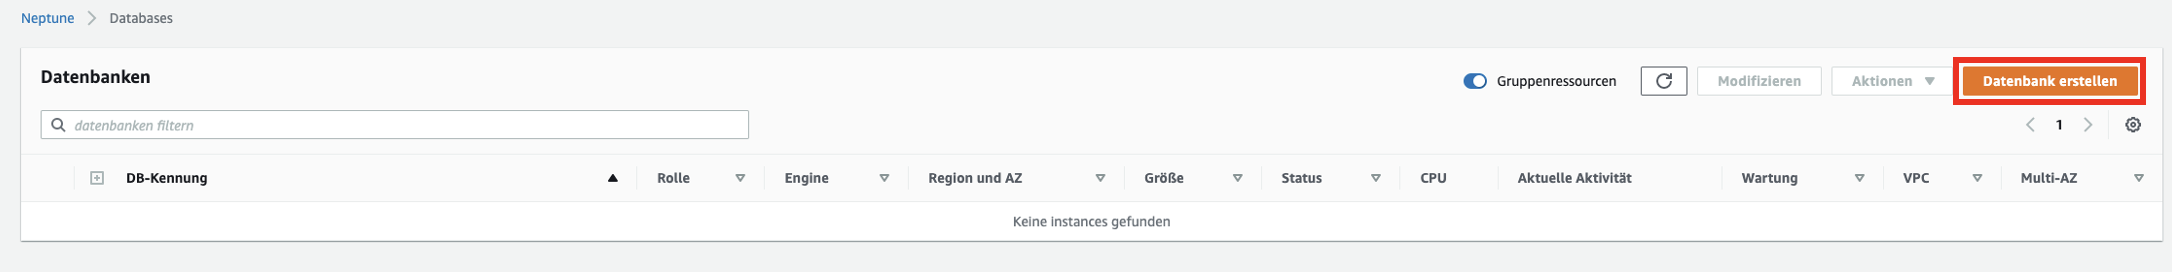 Neptune > Databases
Datenbanken
Gruppenressourcen Modifizieren Aktionen Datenbank erstellen
datenbanken filtern
1
DB-Kennung Rolle Engine Region und AZ Größe Status CPU Aktuelle Aktivität Wartung VPC Multi-AZ
Keine instances gefunden